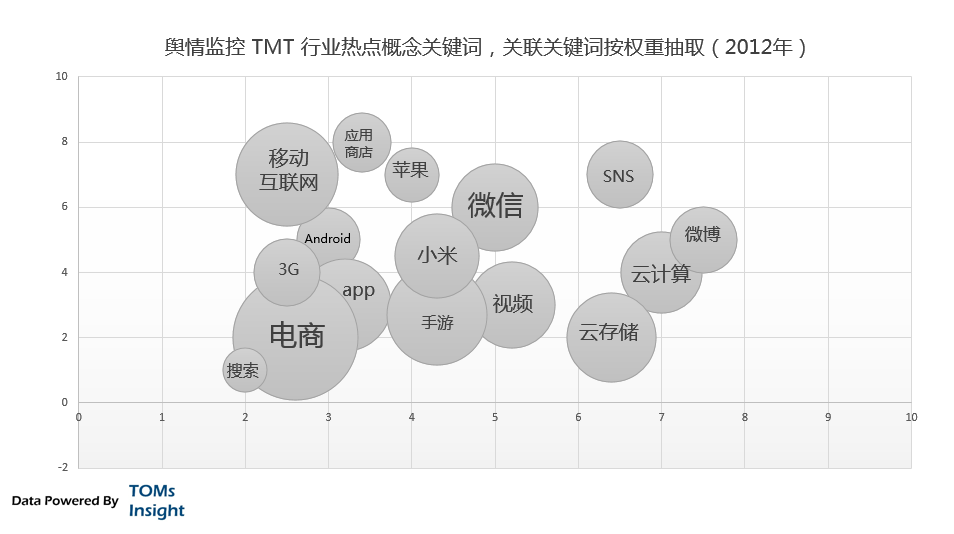 舆情监控 TMT 行业热点概念关键词，关联关键词按权重抽取（2012年）
10
8
6
4
2
0
-2
0 1 2 3 4 5 6 7 8 9 10
应用
商店
移动
互联网
苹果
SNS
微信
Android
微博
小米
3G
云计算
app
视频
手游
电商
云存储
搜索
Data Powered By
TOMs
Insight